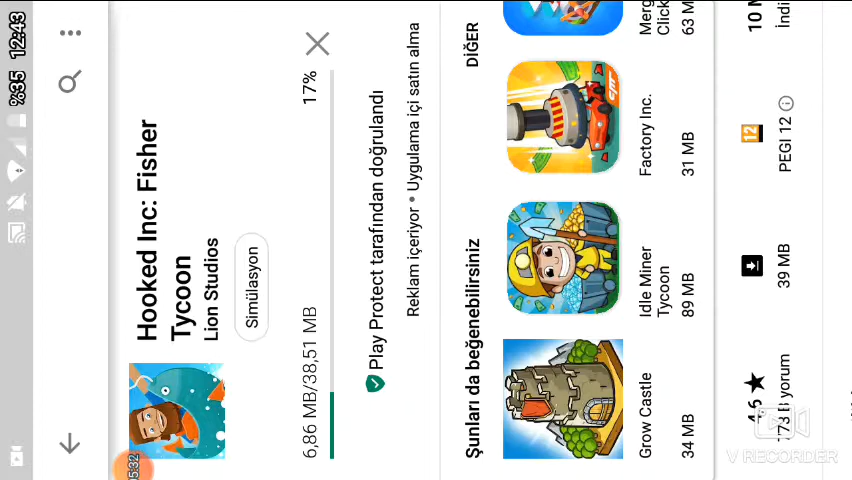 12:43
%35
Hooked Inc: Fisher
Tycoon
Lion Studios
Simülasyon
6,86 MB/38,51 MB
17%
Play Protect tarafından doğrulandı
Reklam içeriyor • Uygulama içi satın alma
Şunları da beğenebilirsiniz
DİĞER
Grow Castle
34 MB
Idle Miner
Tycoon
89 MB
Factory Inc.
31 MB
Merg
Click
63 M
4,6
173 B yorum
39 MB
12
PEGI 12
10 M
İndi
05:32
V RECORDER